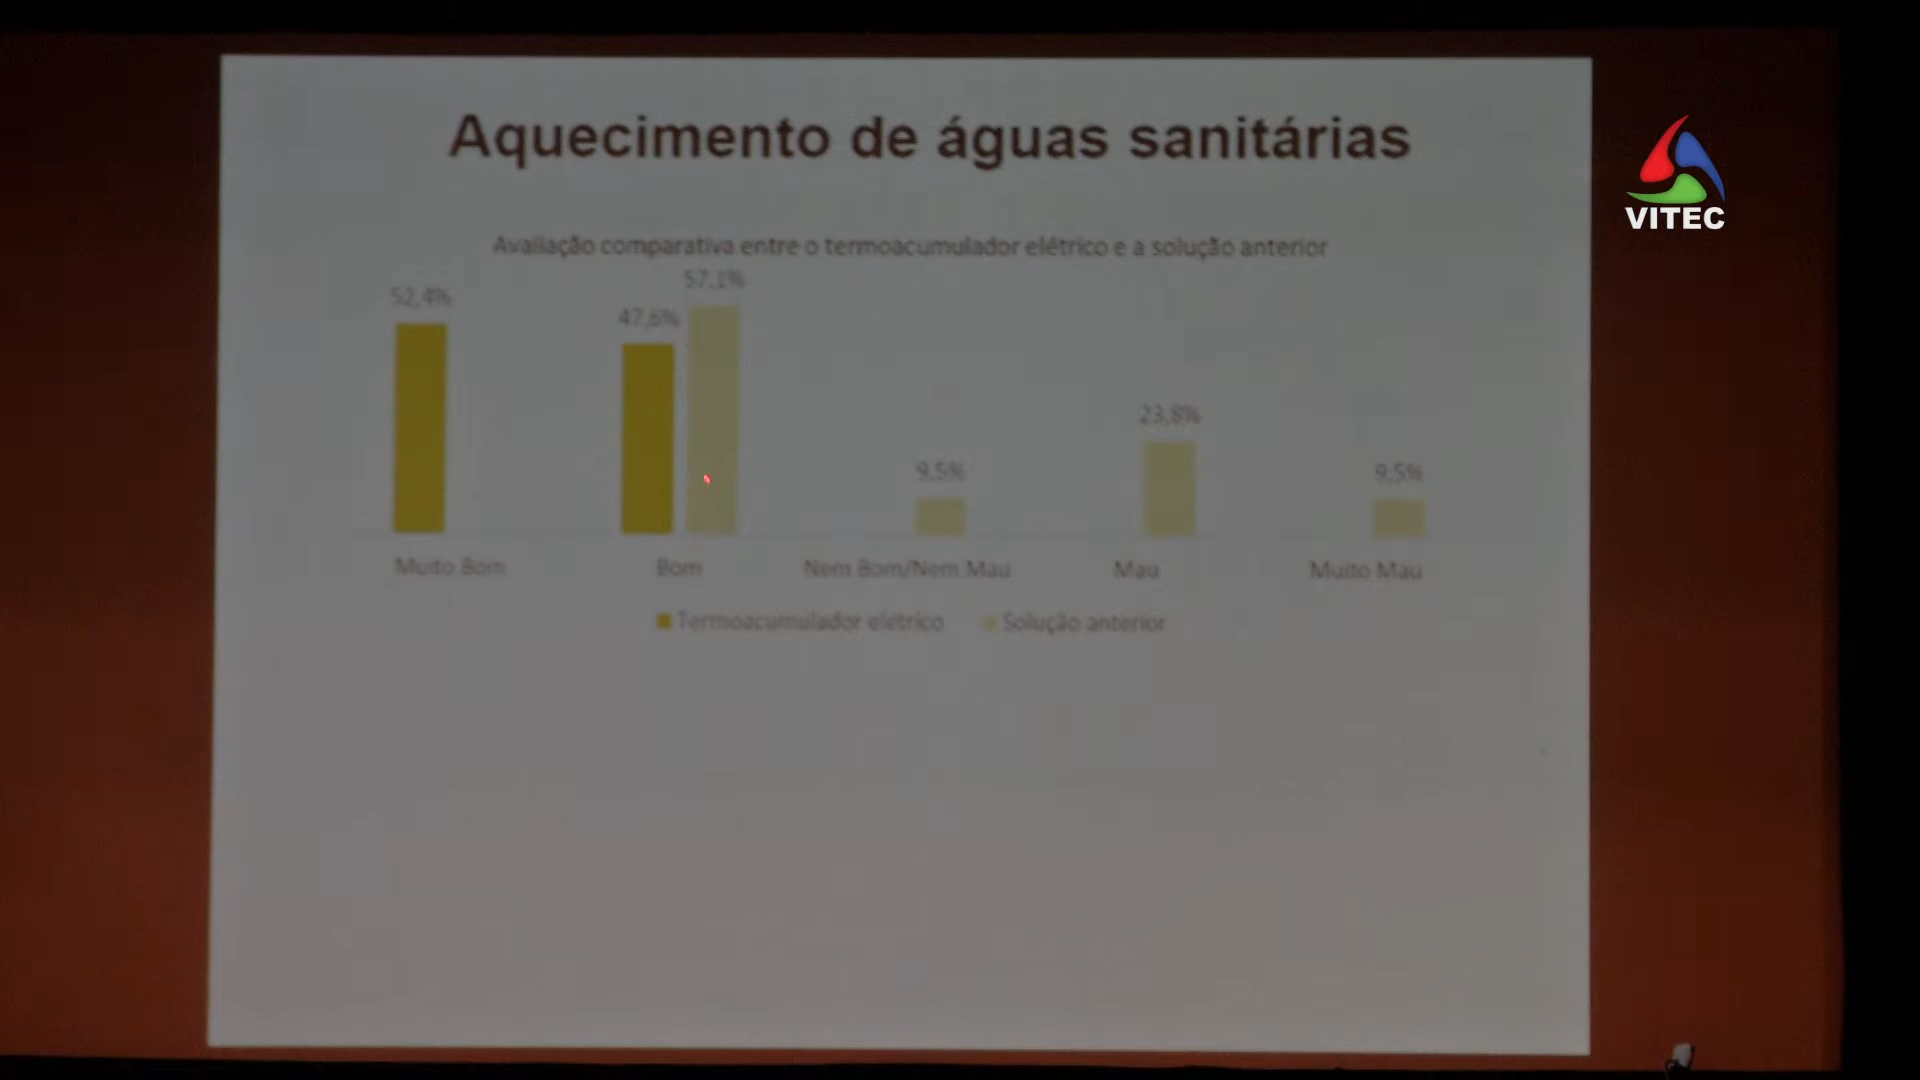 Aquecimento de águas sanitárias
VITEC
Avaliação comparativa entre o termoacumulador elétrico e a solução anterior
52,4%
47,6%
57,1%
9,5%
23,8%
9,5%
Muito Bom
Bom
Nem Bom/Nem Mau
Mau
Muito Mau
Termoacumulador elétrico
Solução anterior